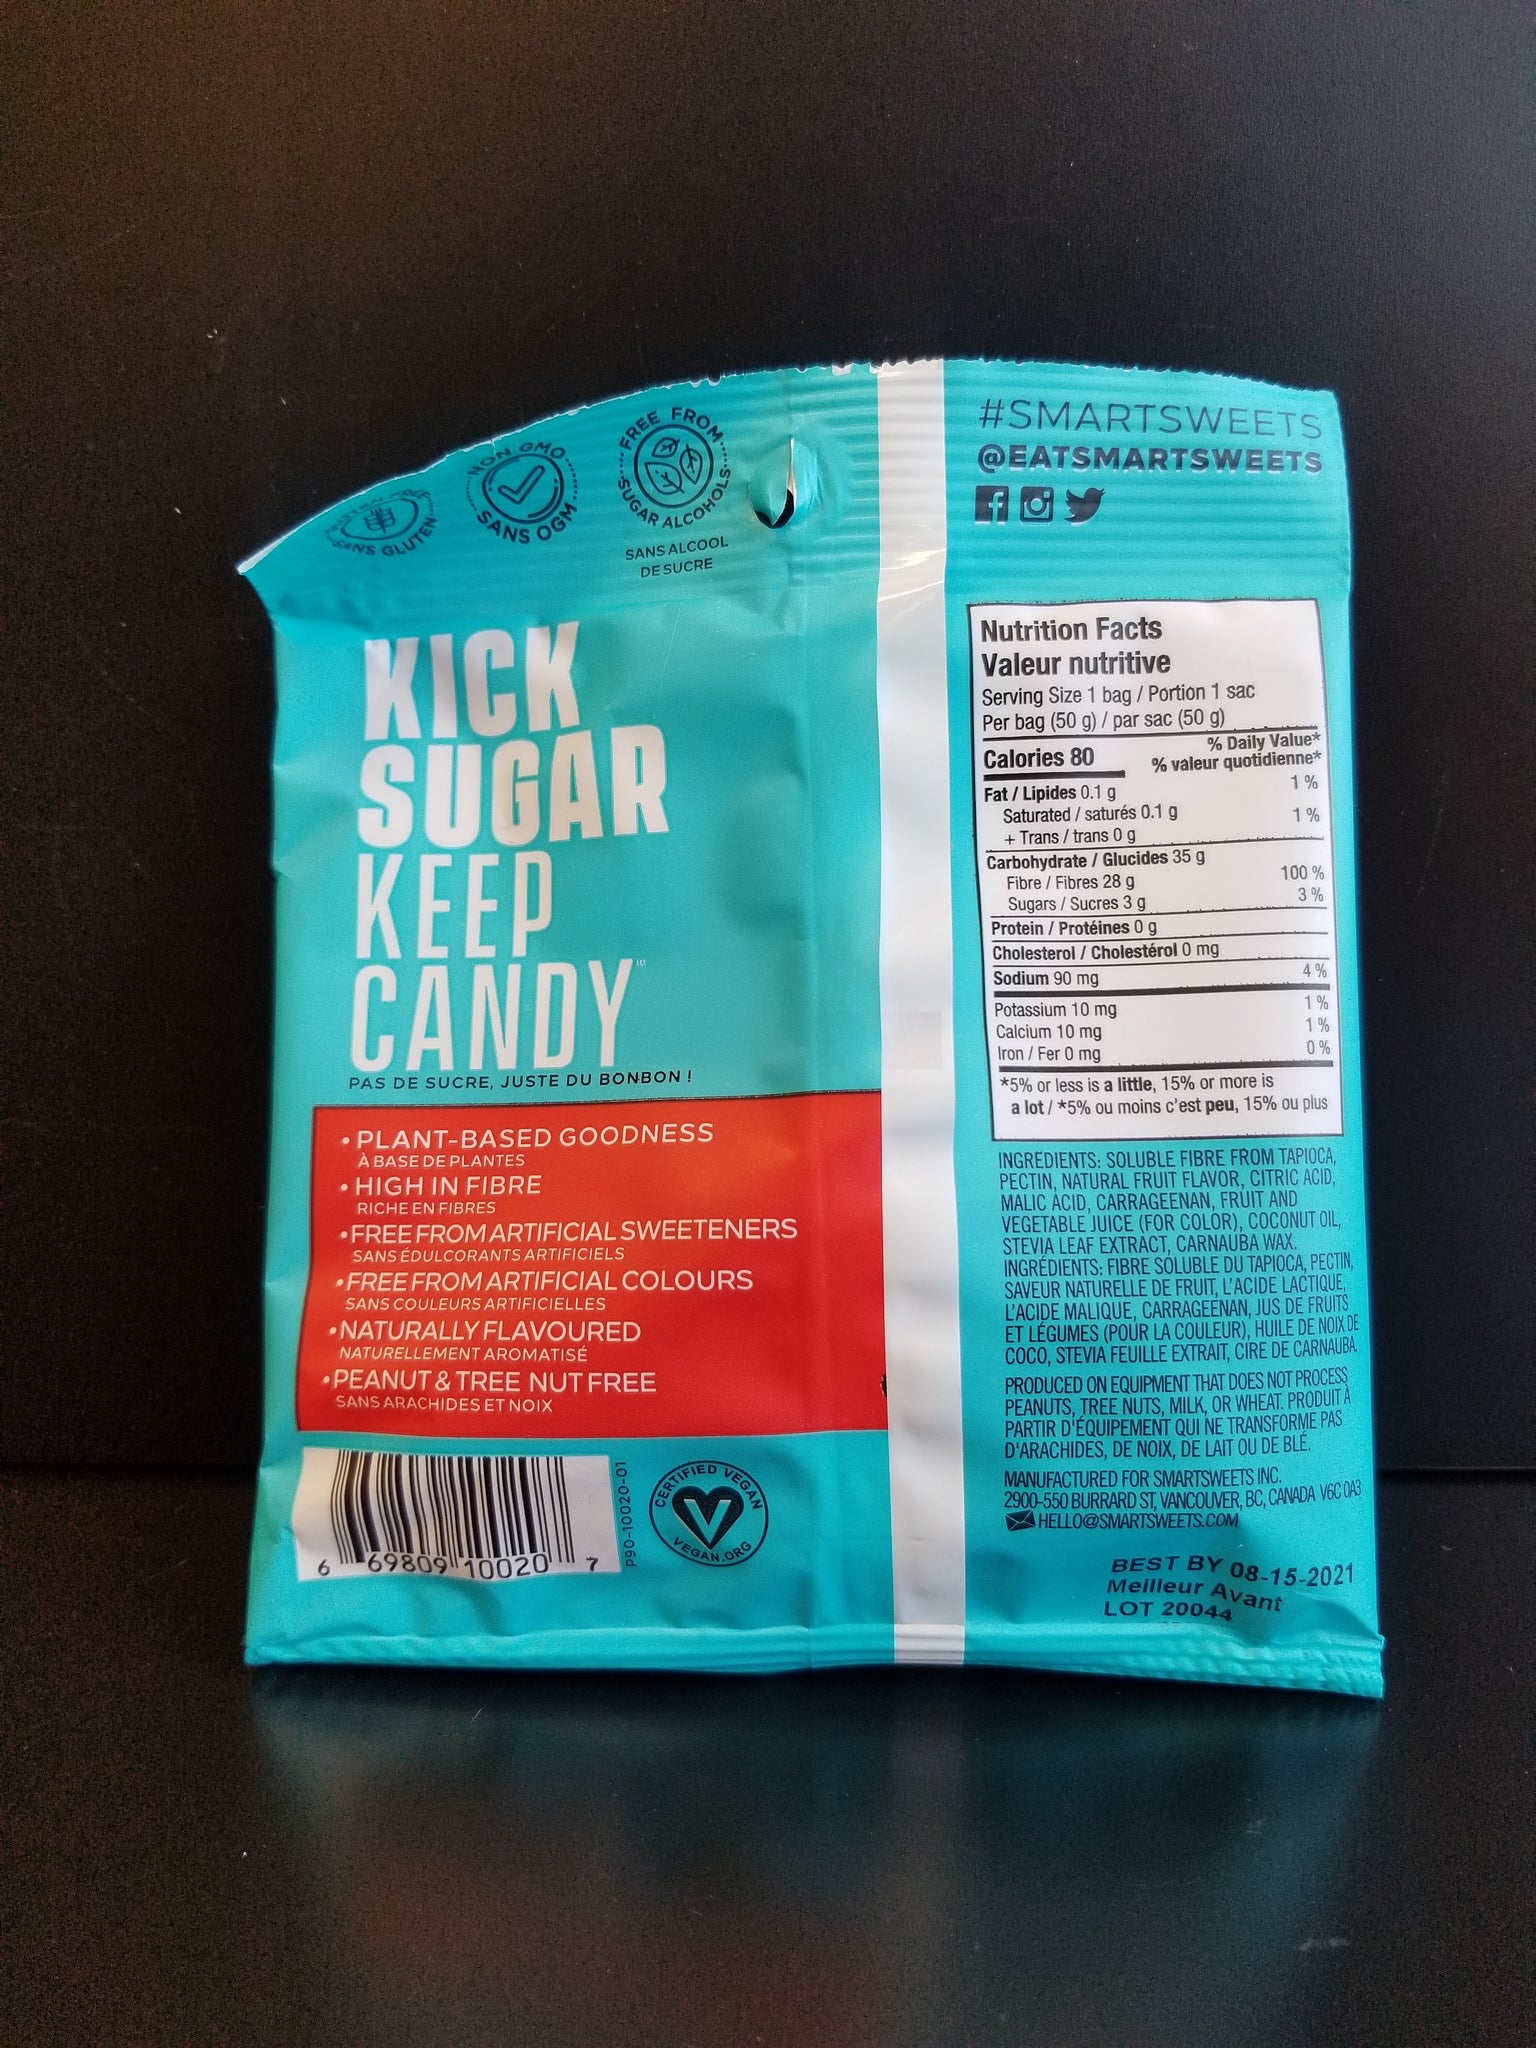 GLUTEN FREE
SANS GLUTEN
NON GMO
SANS OGM
FREE FROM
SUGAR ALCOHOLS
SANS ALCOOL
DE SUCRE
KICK
SUGAR
KEEP
CANDY
PAS DE SUCRE, JUSTE DU BONBON !
• PLANT-BASED GOODNESS
À BASE DE PLANTES
• HIGH IN FIBRE
RICHE EN FIBRES
•FREE FROM ARTIFICIAL SWEETENERS
SANS ÉDULCORANTS ARTIFICIELS
•FREE FROM ARTIFICIAL COLOURS
SANS COULEURS ARTIFICIELLES
•NATURALLY FLAVOURED
NATURELLEMENT AROMATISÉ
•PEANUT & TREE NUT FREE
SANS ARACHIDES ET NOIX
6 69809 10020 7
P90-10020-01
CERTIFIED VEGAN
V
VEGAN.ORG
#SMARTSWEETS
@EATSMARTSWEETS
Nutrition Facts
Valeur nutritive
Serving Size 1 bag / Portion 1 sac
Per bag (50 g) / par sac (50 g)
Calories 80
% Daily Value*
% valeur quotidienne*
Fat / Lipides 0.1 g 1 %
Saturated / saturés 0.1 g 1 %
+ Trans / trans 0 g
Carbohydrate / Glucides 35 g
Fibre / Fibres 28 g 100 %
Sugars / Sucres 3 g 3 %
Protein / Protéines 0 g
Cholesterol / Cholestérol 0 mg
Sodium 90 mg 4 %
Potassium 10 mg 1 %
Calcium 10 mg 1 %
Iron / Fer 0 mg 0 %
*5% or less is a little, 15% or more is
a lot / *5% ou moins c'est peu, 15% ou plus
INGREDIENTS: SOLUBLE FIBRE FROM TAPIOCA,
PECTIN, NATURAL FRUIT FLAVOR, CITRIC ACID,
MALIC ACID, CARRAGEENAN, FRUIT AND
VEGETABLE JUICE (FOR COLOR), COCONUT OIL,
STEVIA LEAF EXTRACT, CARNAUBA WAX.
INGRÉDIENTS: FIBRE SOLUBLE DU TAPIOCA, PECTIN,
SAVEUR NATURELLE DE FRUIT, L'ACIDE LACTIQUE,
L'ACIDE MALIQUE, CARRAGEENAN, JUS DE FRUITS
ET LÉGUMES (POUR LA COULEUR), HUILE DE NOIX DE
COCO, STEVIA FEUILLE EXTRAIT, CIRE DE CARNAUBA.
PRODUCED ON EQUIPMENT THAT DOES NOT PROCESS
PEANUTS, TREE NUTS, MILK, OR WHEAT. PRODUIT À
PARTIR D'ÉQUIPEMENT QUI NE TRANSFORME PAS
D'ARACHIDES, DE NOIX, DE LAIT OU DE BLÉ.
MANUFACTURED FOR SMARTSWEETS INC.
2900-550 BURRARD ST, VANCOUVER, BC, CANADA V6C 0A3
HELLO@SMARTSWEETS.COM
BEST BY 08-15-2021
Meilleur Avant
LOT 20044